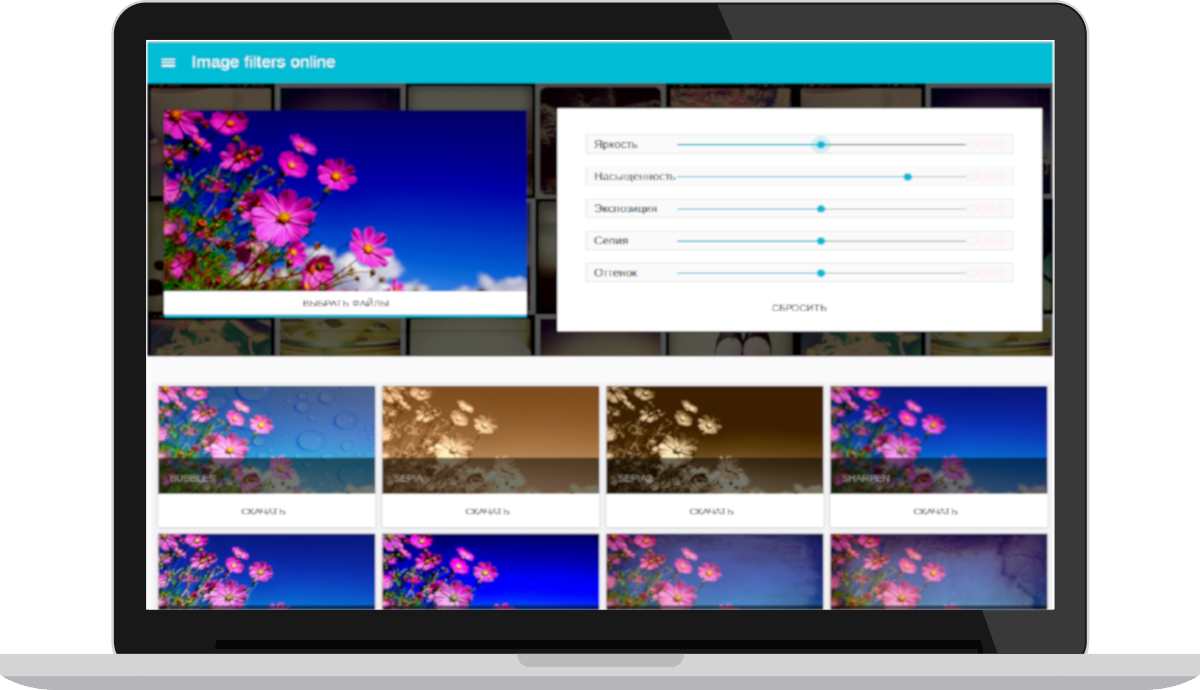 Image filters online
Яркость
Насыщенность
Экспозиция
Сепия
Оттенок
ВЫБРАТЬ ФАЙЛЫ
СБРОСИТЬ
BUBBLES
SEPIA
SEPIA2
SHARPEN
СКАЧАТЬ
СКАЧАТЬ
СКАЧАТЬ
СКАЧАТЬ